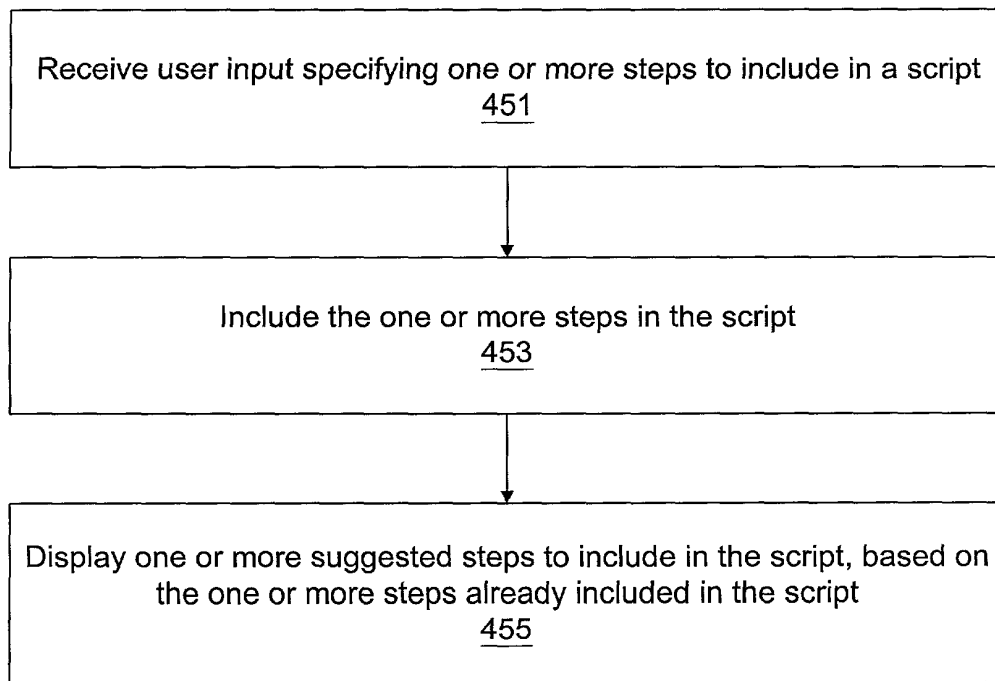 Receive user input specifying one or more steps to include in a script
451
Include the one or more steps in the script
453
Display one or more suggested steps to include in the script, based on
the one or more steps already included in the script
455